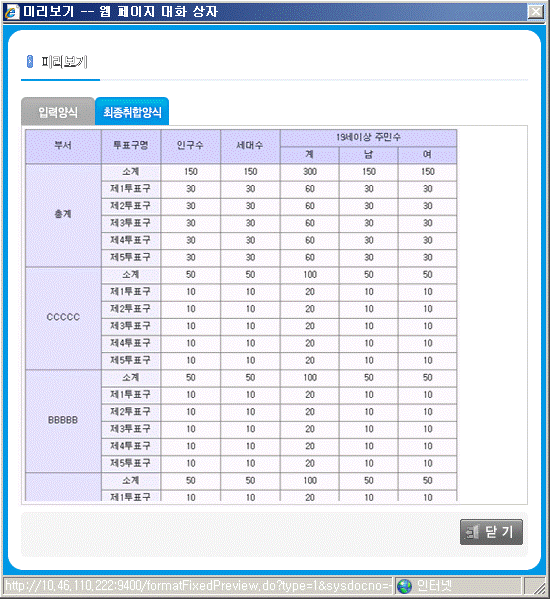 미리보기 -- 웹 페이지 대화 상자
미리보기
입력양식 최종취합양식
부서 투표구명 인구수 세대수 19세이상 주민수
계 남 여
총계 소계 150 150 300 150 150
제1투표구 30 30 60 30 30
제2투표구 30 30 60 30 30
제3투표구 30 30 60 30 30
제4투표구 30 30 60 30 30
제5투표구 30 30 60 30 30
CCCCC 소계 50 50 100 50 50
제1투표구 10 10 20 10 10
제2투표구 10 10 20 10 10
제3투표구 10 10 20 10 10
제4투표구 10 10 20 10 10
제5투표구 10 10 20 10 10
BBBBB 소계 50 50 100 50 50
제1투표구 10 10 20 10 10
제2투표구 10 10 20 10 10
제3투표구 10 10 20 10 10
제4투표구 10 10 20 10 10
제5투표구 10 10 20 10 10
소계 50 50 100 50 50
제1투표구 10 10 20 10 10
닫기
http://10,46,110,222:9400/formatFixedPreview,do?type=1&sysdocno=- 인터넷